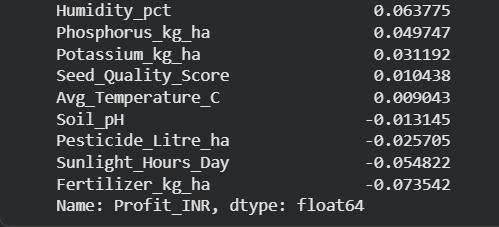 Humidity_pct 0.063775
Phosphorus_kg_ha 0.049747
Potassium_kg_ha 0.031192
Seed_Quality_Score 0.010438
Avg_Temperature_C 0.009043
Soil_pH -0.013145
Pesticide_Litre_ha -0.025705
Sunlight_Hours_Day -0.054822
Fertilizer_kg_ha -0.073542
Name: Profit_INR, dtype: float64